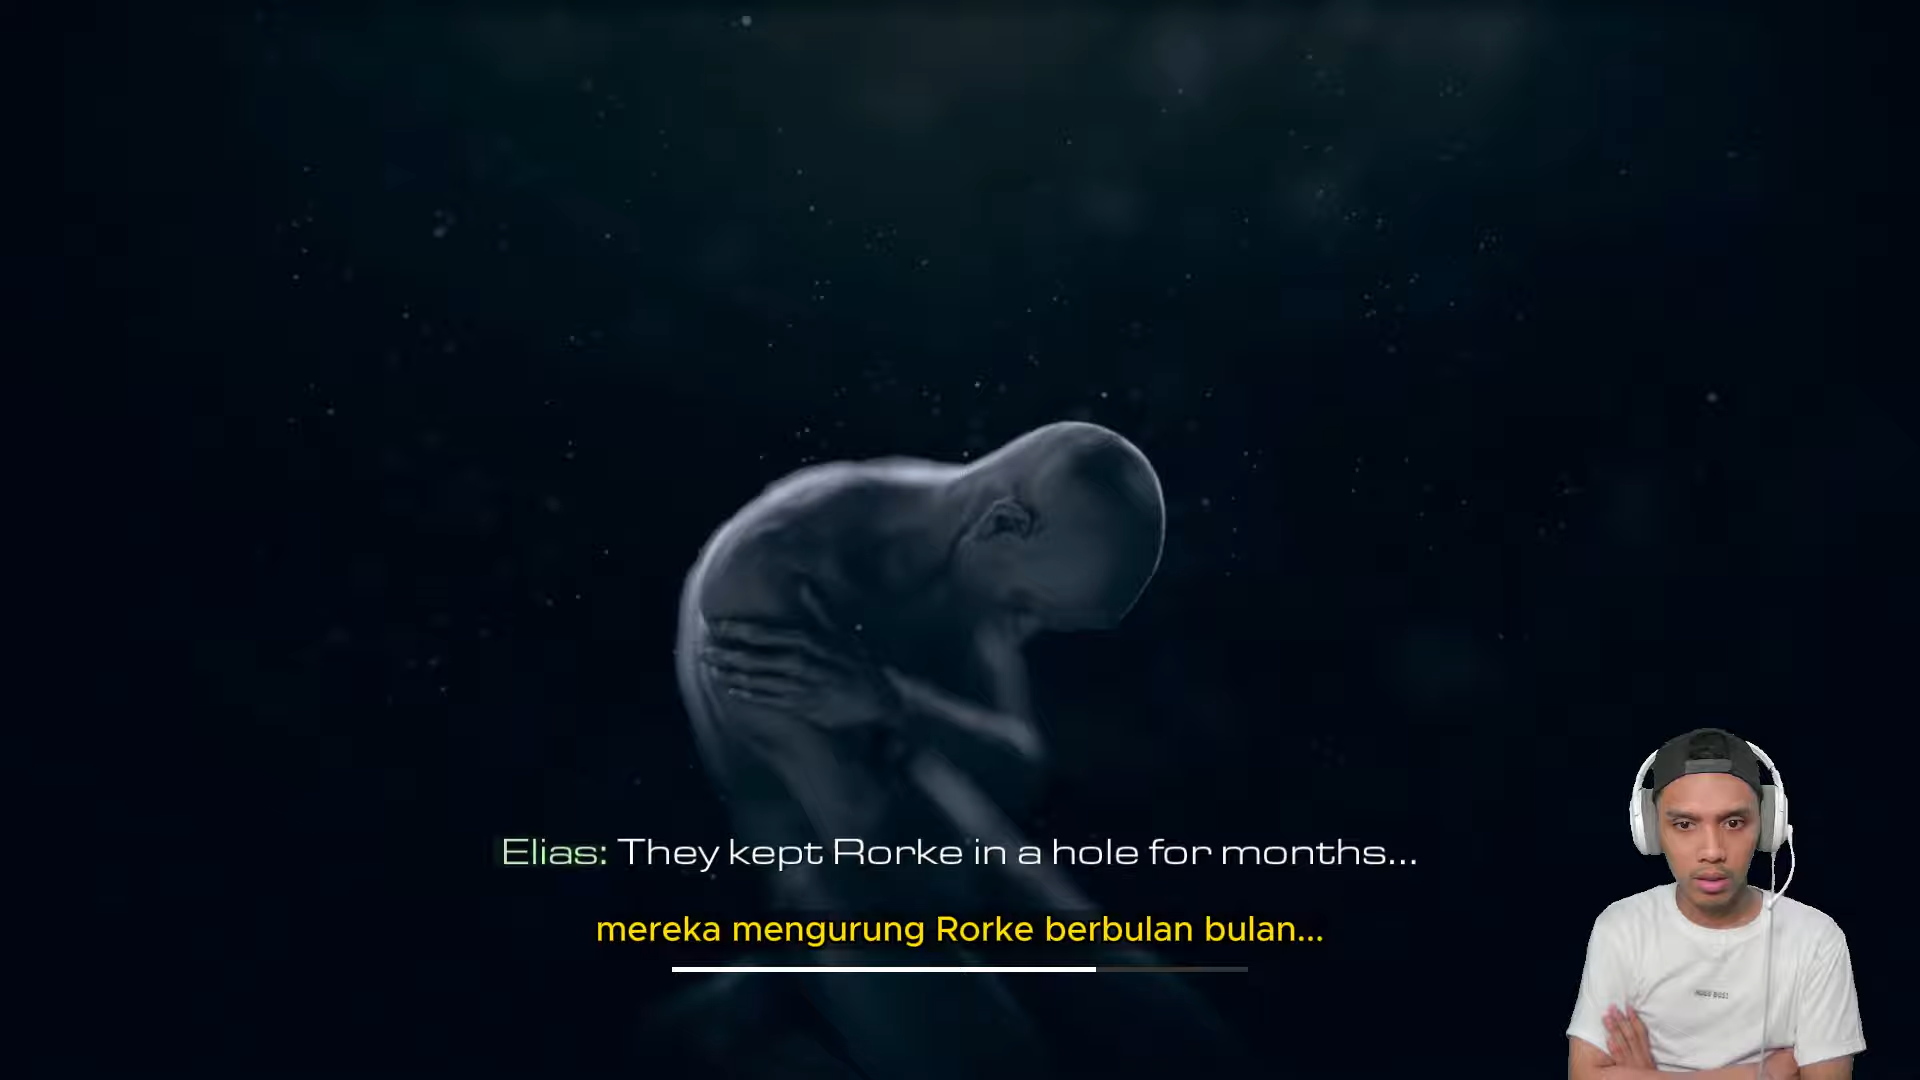 Elias: They kept Rorke in a hole for months...
mereka mengurung Rorke berbulan bulan...